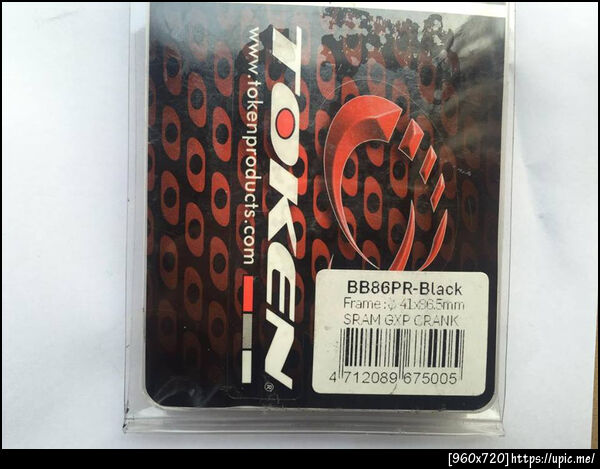 TOKEN®
www.tokenproducts.com
BB86PR-Black
Frame:ϕ 41x86.5mm
SRAM GXP CRANK
4 712089 675005
[960x720]https://upic.me/